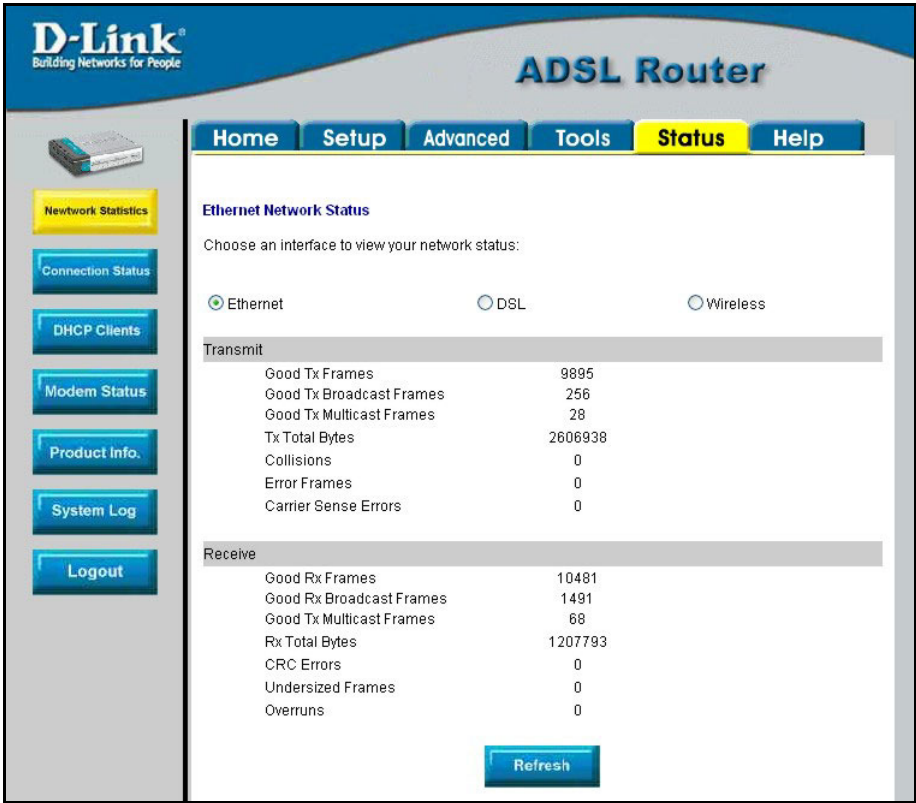 D-Link®
Building Networks for People
ADSL Router
Home Setup Advanced Tools Status Help
Newtwork Statistics
Connection Status
DHCP Clients
Modem Status
Product Info.
System Log
Logout
Ethernet Network Status
Choose an interface to view your network status:
Ethernet DSL Wireless
Transmit
Good Tx Frames 9895
Good Tx Broadcast Frames 256
Good Tx Multicast Frames 28
Tx Total Bytes 2606938
Collisions 0
Error Frames 0
Carrier Sense Errors 0
Receive
Good Rx Frames 10481
Good Rx Broadcast Frames 1491
Good Tx Multicast Frames 68
Rx Total Bytes 1207793
CRC Errors 0
Undersized Frames 0
Overruns 0
Refresh